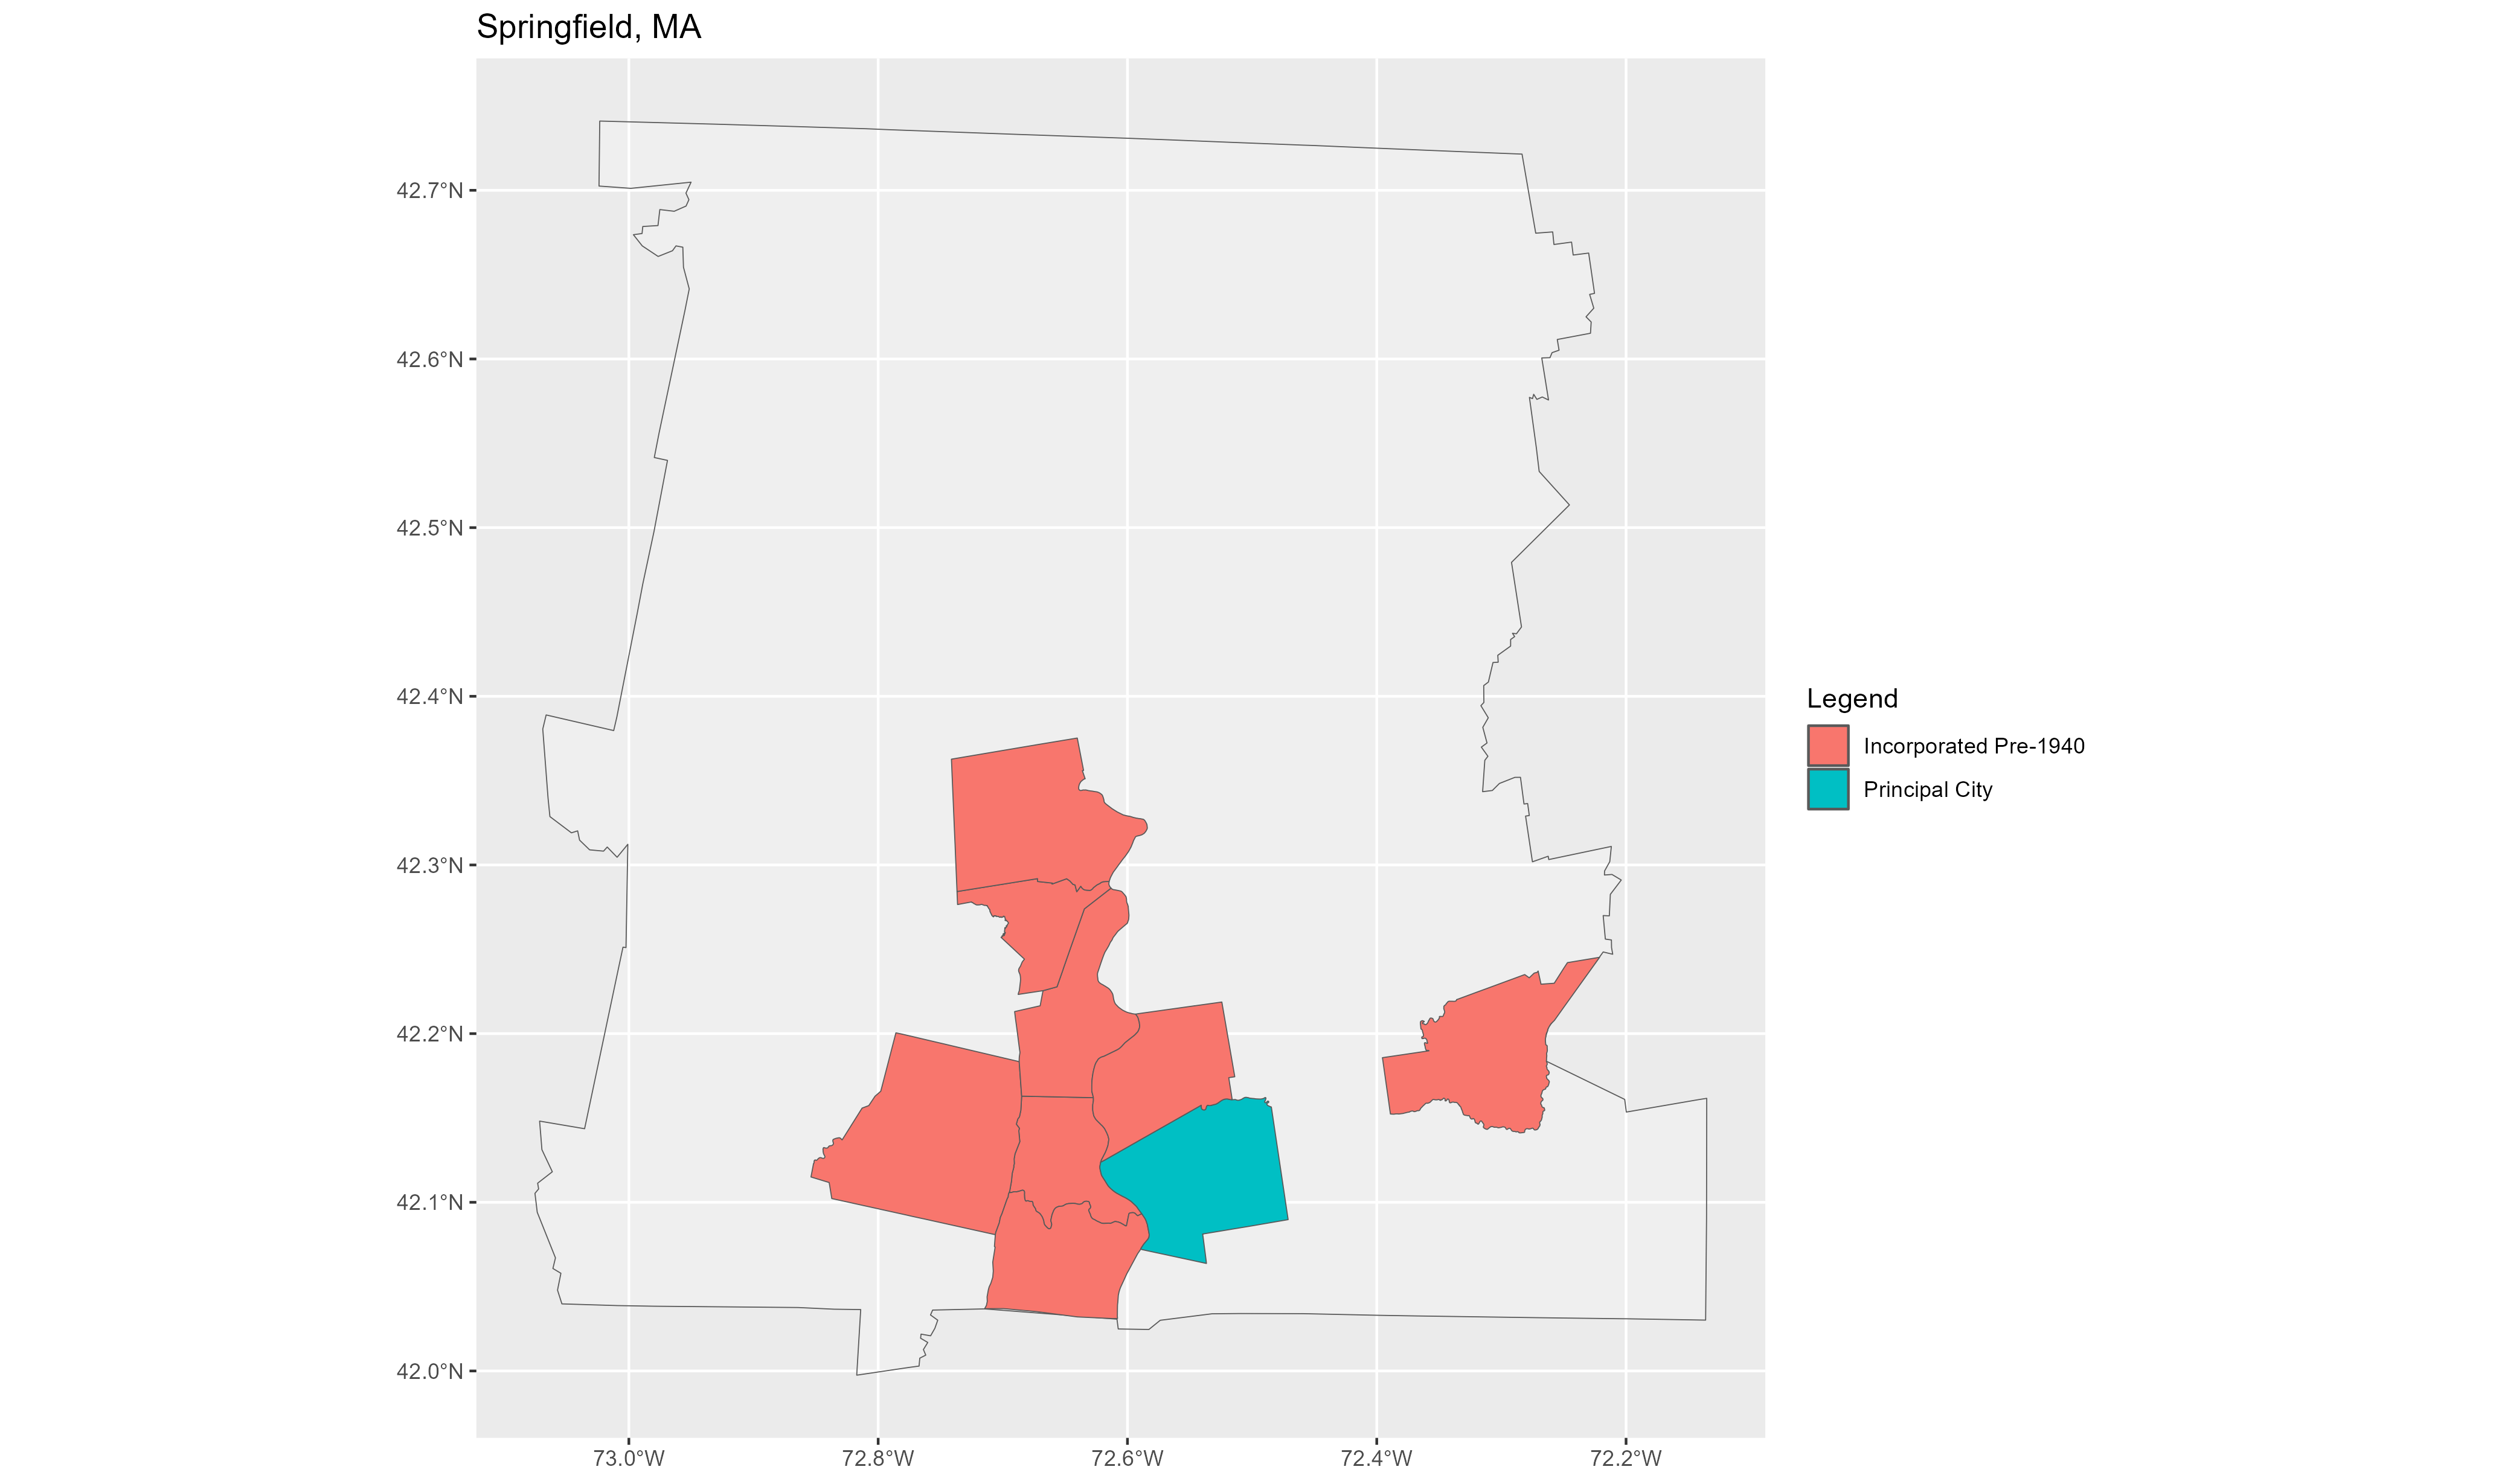 Springfield, MA
42.7°N
42.6°N
42.5°N
42.4°N
42.3°N
42.2°N
42.1°N
42.0°N
73.0°W
72.8°W
72.6°W
72.4°W
72.2°W
Legend
Incorporated Pre-1940
Principal City